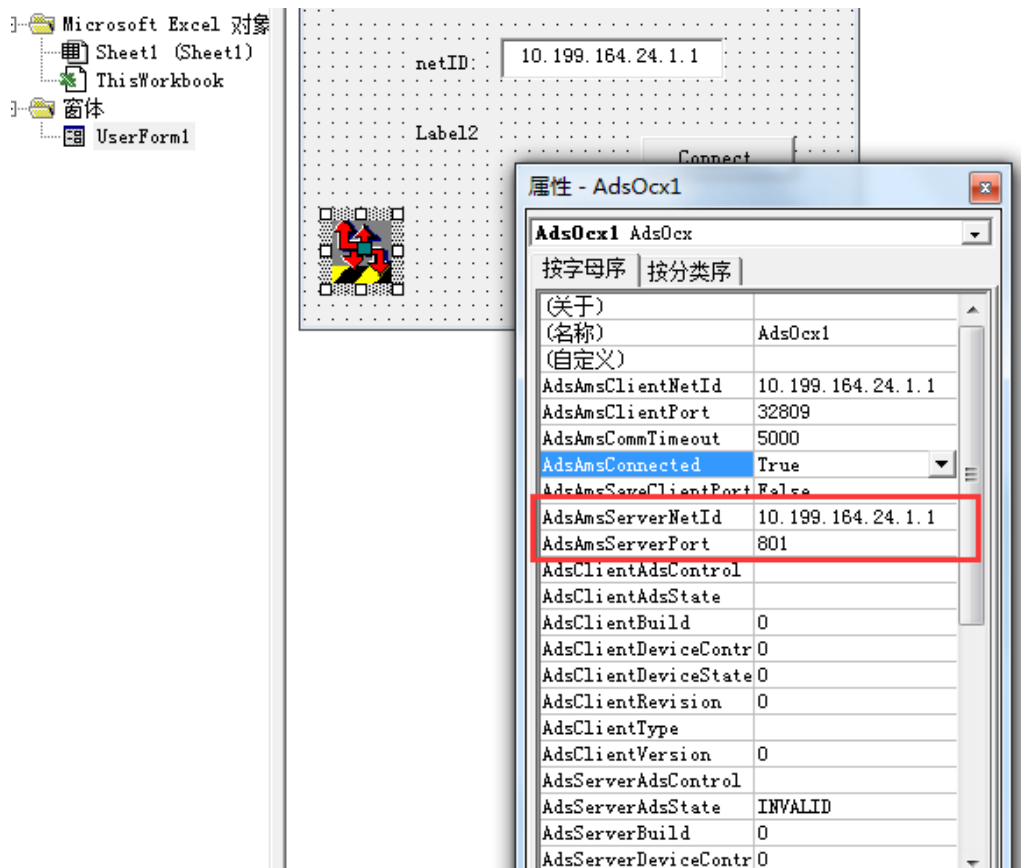 Microsoft Excel 对象
Sheet1 (Sheet1)
ThisWorkbook
窗体
UserForm1
netID:
10.199.164.24.1.1
Label2
Connect
属性 - AdsOcx1
AdsOcx1 AdsOcx
按字母序 按分类序
(关于)
(名称) AdsOcx1
(自定义)
AdsAmsClientNetId 10.199.164.24.1.1
AdsAmsClientPort 32809
AdsAmsCommTimeout 5000
AdsAmsConnected True
AdsAmsSaveClientPort False
AdsAmsServerNetId 10.199.164.24.1.1
AdsAmsServerPort 801
AdsClientAdsControl
AdsClientAdsState
AdsClientBuild 0
AdsClientDeviceContr 0
AdsClientDeviceState 0
AdsClientRevision 0
AdsClientType
AdsClientVersion 0
AdsServerAdsControl
AdsServerAdsState INVALID
AdsServerBuild 0
AdsServerDeviceContr 0